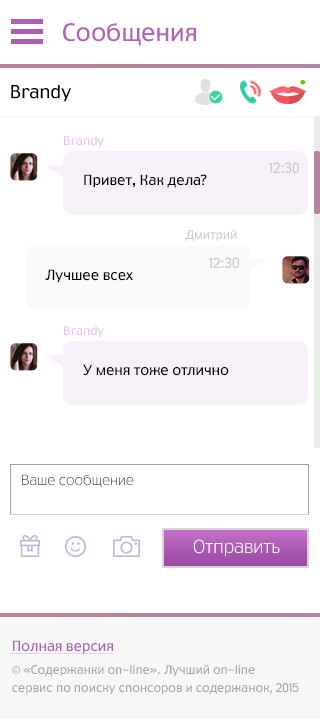 Сообщения
Brandy
Brandy
12:30
Привет, Как дела?
Дмитрий
12:30
Лучшее всех
Brandy
У меня тоже отлично
Ваше сообщение
Отправить
Полная версия
© «Содержанки on-line». Лучший on-line
сервис по поиску спонсоров и содержанок, 2015